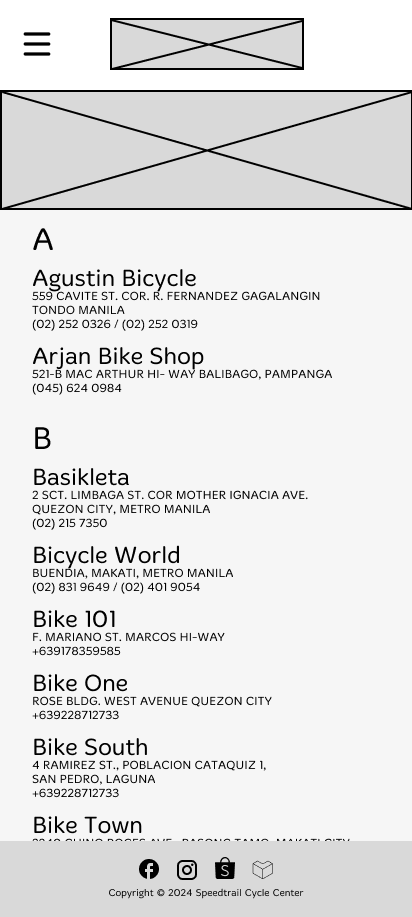 A
Agustin Bicycle
559 CAVITE ST. COR. R. FERNANDEZ GAGALANGIN
TONDO MANILA
(02) 252 0326 / (02) 252 0319
Arjan Bike Shop
521-B MAC ARTHUR HI- WAY BALIBAGO, PAMPANGA
(045) 624 0984
B
Basikleta
2 SCT. LIMBAGA ST. COR MOTHER IGNACIA AVE.
QUEZON CITY, METRO MANILA
(02) 215 7350
Bicycle World
BUENDIA, MAKATI, METRO MANILA
(02) 831 9649 / (02) 401 9054
Bike 101
F. MARIANO ST. MARCOS HI-WAY
+639178359585
Bike One
ROSE BLDG. WEST AVENUE QUEZON CITY
+639228712733
Bike South
4 RAMIREZ ST., POBLACION CATAQUIZ 1,
SAN PEDRO, LAGUNA
+639228712733
Bike Town
Copyright © 2024 Speedtrail Cycle Center